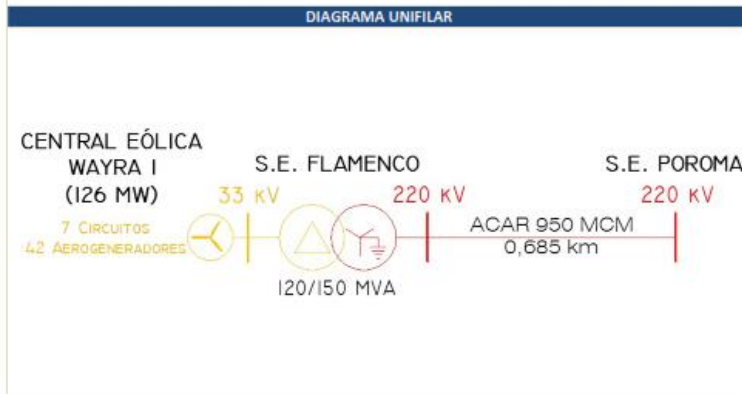 DIAGRAMA UNIFILAR
CENTRAL EÓLICA
WAYRA I
(126 MW)
7 CIRCUITOS
42 AEROGENERADORES
33 KV
S.E. FLAMENCO
220 KV
120/150 MVA
ACAR 950 MCM
0,685 km
S.E. POROMA
220 KV